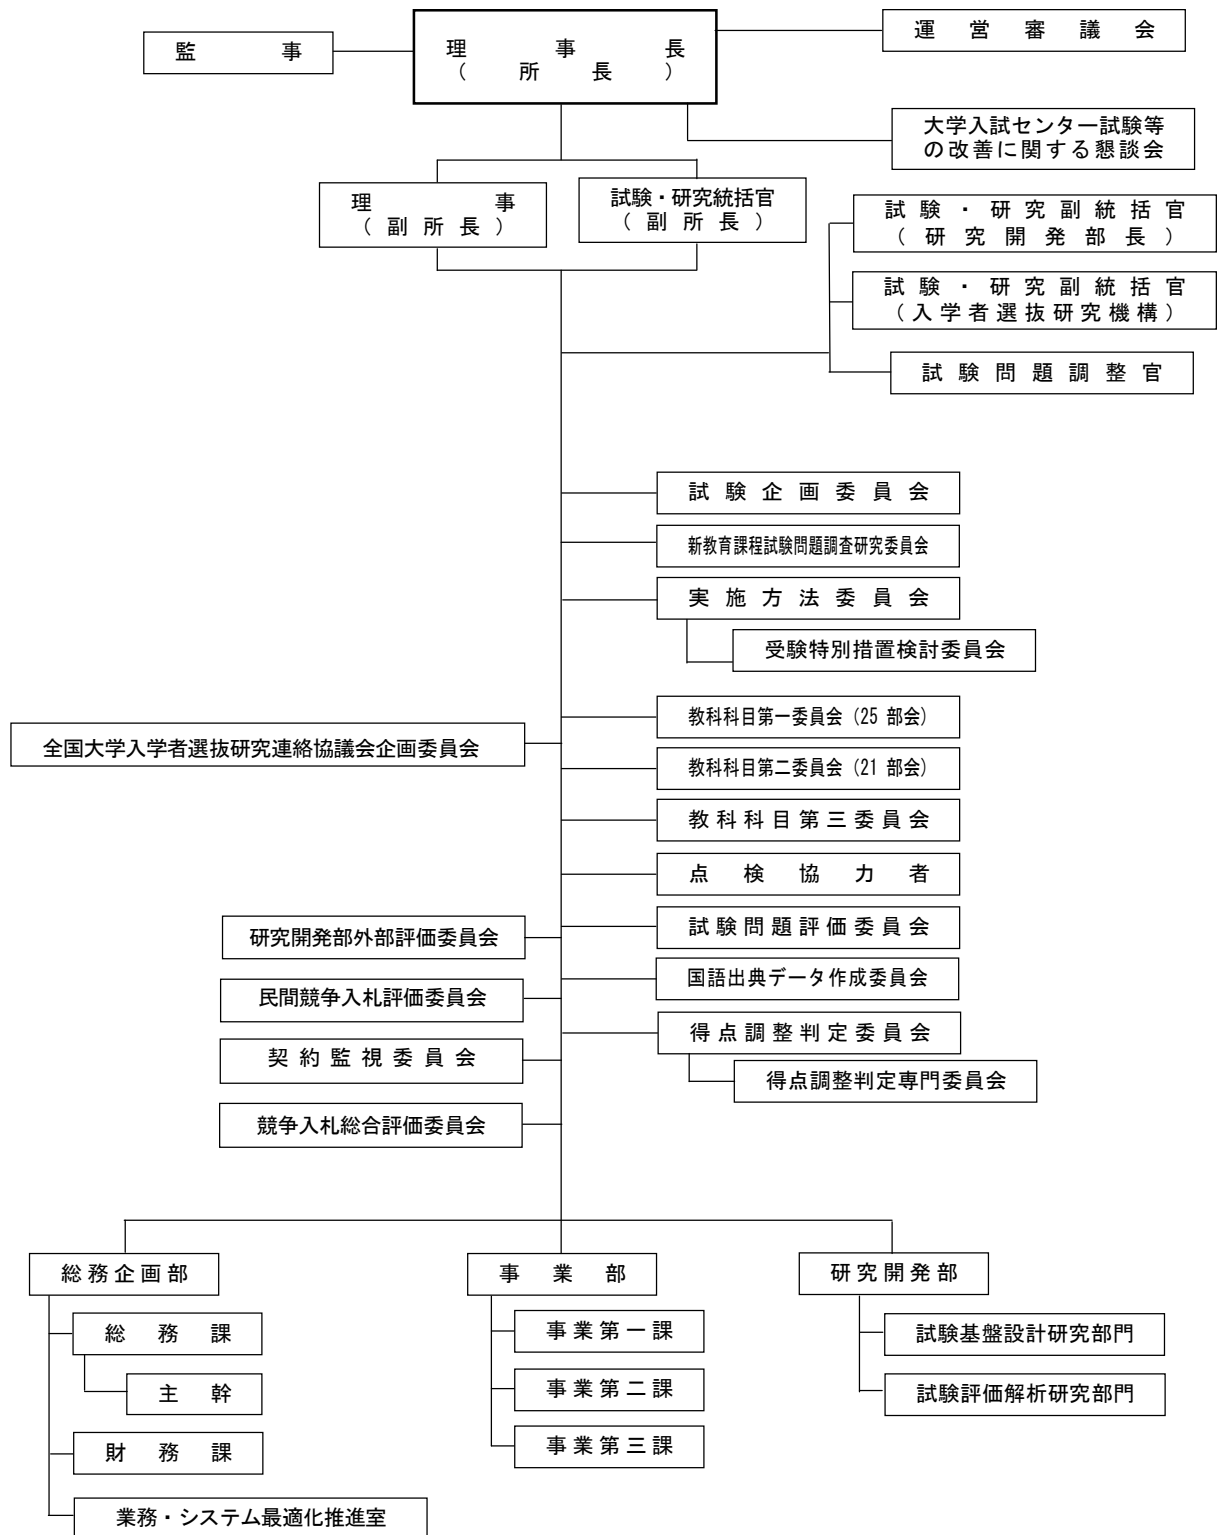 監事
理事長
（所長）
運営審議会
大学入試センター試験等
の改善に関する懇談会
理事
（副所長）
試験・研究統括官
（副所長）
試験・研究副統括官
（研究開発部長）
試験・研究副統括官
（入学者選抜研究機構）
試験問題調整官
試験企画委員会
新教育課程試験問題調査研究委員会
実施方法委員会
受験特別措置検討委員会
教科科目第一委員会（25 部会）
全国大学入学者選抜研究連絡協議会企画委員会
教科科目第二委員会（21 部会）
教科科目第三委員会
点検協力者
試験問題評価委員会
研究開発部外部評価委員会
国語出典データ作成委員会
民間競争入札評価委員会
得点調整判定委員会
契約監視委員会
得点調整判定専門委員会
競争入札総合評価委員会
総務企画部
事業部
研究開発部
総務課
事業第一課
試験基盤設計研究部門
主幹
事業第二課
試験評価解析研究部門
財務課
事業第三課
業務・システム最適化推進室